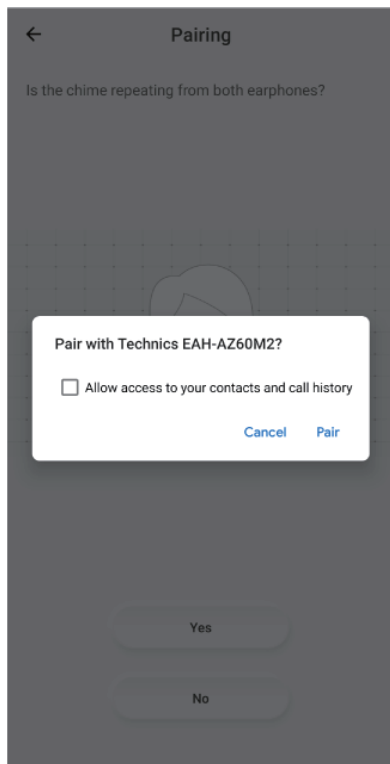 Pairing
Is the chime repeating from both earphones?
Pair with Technics EAH-AZ60M2?
Allow access to your contacts and call history
Cancel Pair
Yes
No